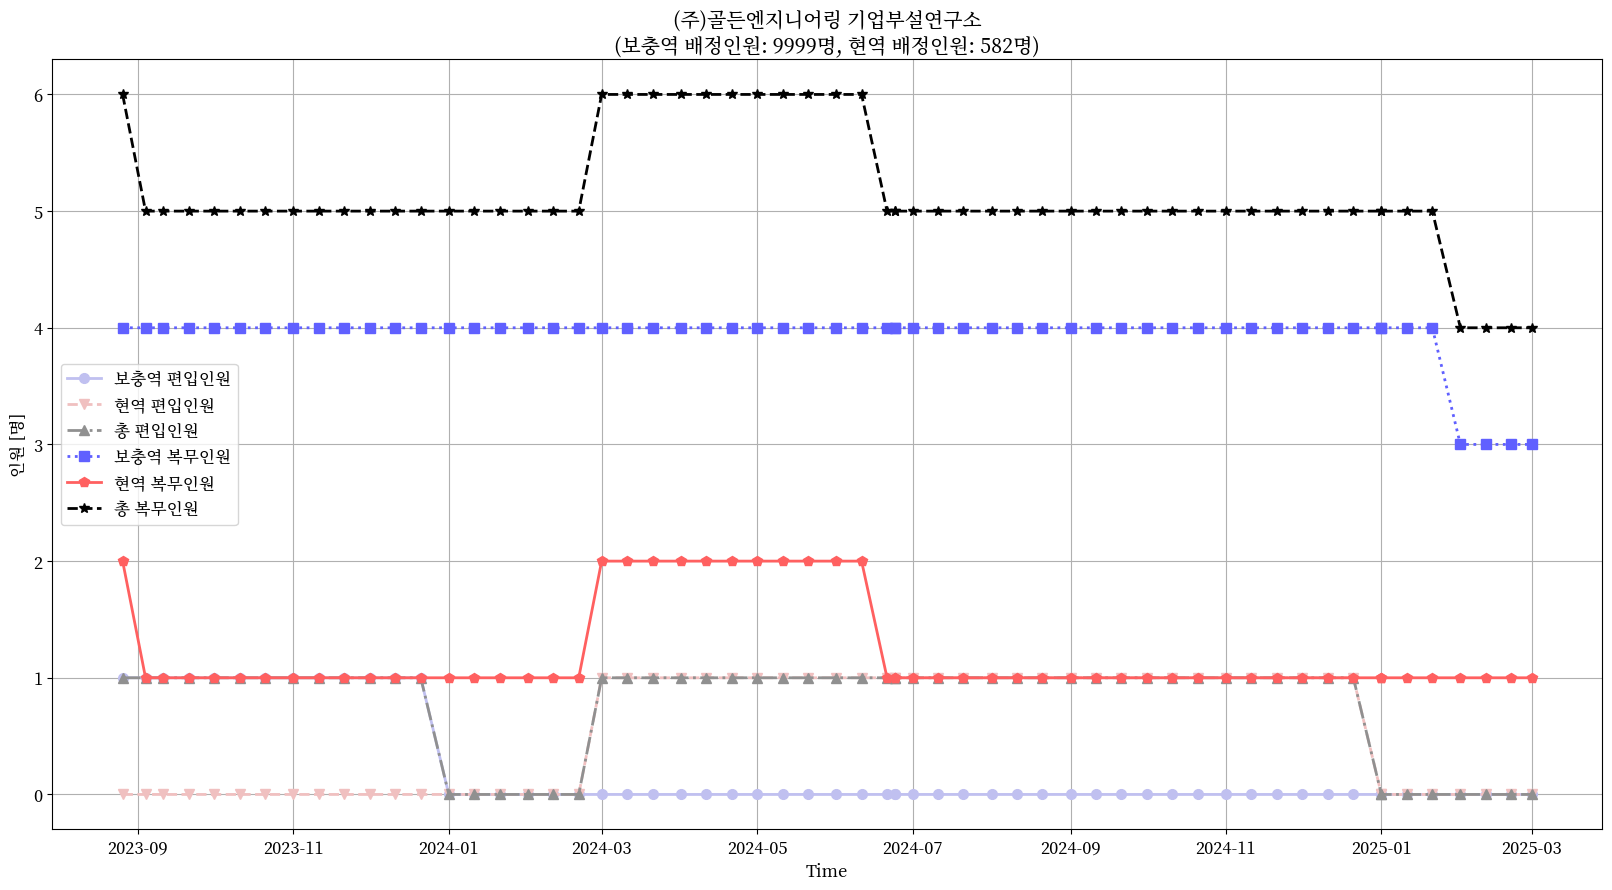 (주)골든엔지니어링 기업부설연구소
(보충역 배정인원: 9999명, 현역 배정인원: 582명)
6
5
4
3
2
1
0
인원 [명]
보충역 편입인원
현역 편입인원
총 편입인원
보충역 복무인원
현역 복무인원
총 복무인원
2023-09
2023-11
2024-01
2024-03
2024-05
2024-07
2024-09
2024-11
2025-01
2025-03
Time